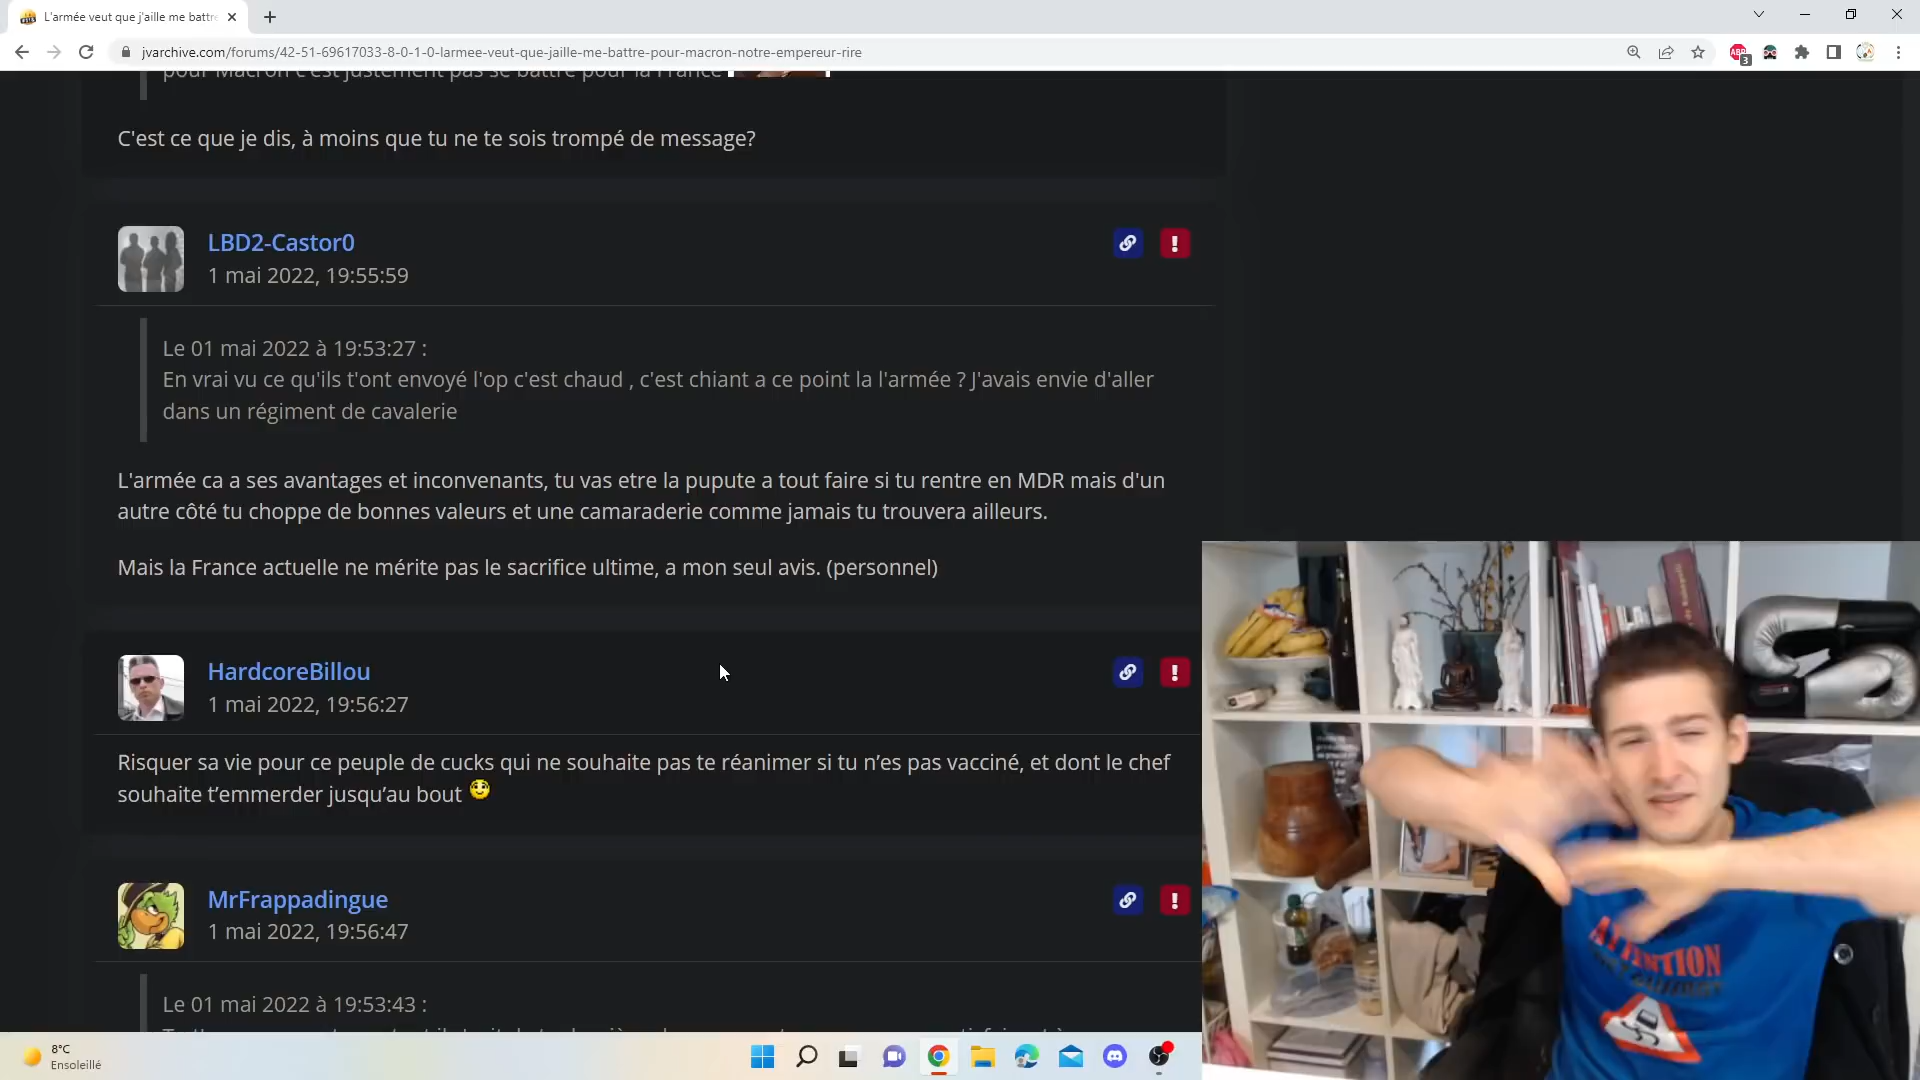 L'armée veut que j'aille me battre
jvarchive.com/forums/42-51-69617033-8-0-1-0-larmee-veut-que-jaille-me-battre-pour-macron-notre-empereur-rire
3
pour Macron c'est justement pas se battre pour la France
C'est ce que je dis, à moins que tu ne te sois trompé de message?
LBD2-Castor0
1 mai 2022, 19:55:59
Le 01 mai 2022 à 19:53:27 :
En vrai vu ce qu'ils t'ont envoyé l'op c'est chaud , c'est chiant a ce point la l'armée ? J'avais envie d'aller
dans un régiment de cavalerie
L'armée ca a ses avantages et inconvenants, tu vas etre la pupute a tout faire si tu rentre en MDR mais d'un
autre côté tu choppe de bonnes valeurs et une camaraderie comme jamais tu trouvera ailleurs.
Mais la France actuelle ne mérite pas le sacrifice ultime, a mon seul avis. (personnel)
HardcoreBillou
1 mai 2022, 19:56:27
Risquer sa vie pour ce peuple de cucks qui ne souhaite pas te réanimer si tu n’es pas vacciné, et dont le chef
souhaite t’emmerder jusqu’au bout
MrFrappadingue
1 mai 2022, 19:56:47
Le 01 mai 2022 à 19:53:43 :
ATTENTION
8°C
Ensoleillé